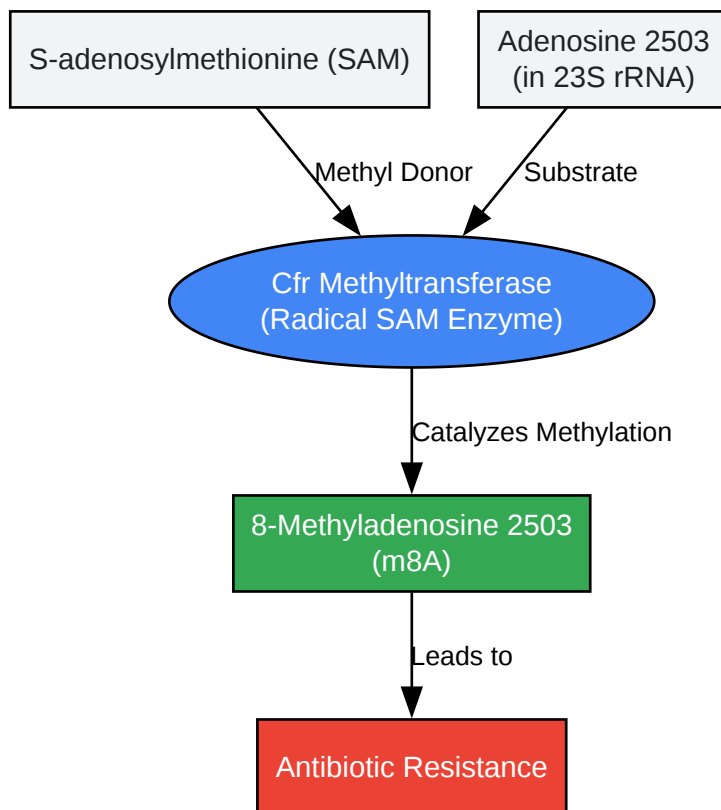 S-adenosylmethionine (SAM)
Adenosine 2503
(in 23S rRNA)
Methyl Donor
Substrate
Cfr Methyltransferase
(Radical SAM Enzyme)
Catalyzes Methylation
8-Methyladenosine 2503
(m8A)
Leads to
Antibiotic Resistance